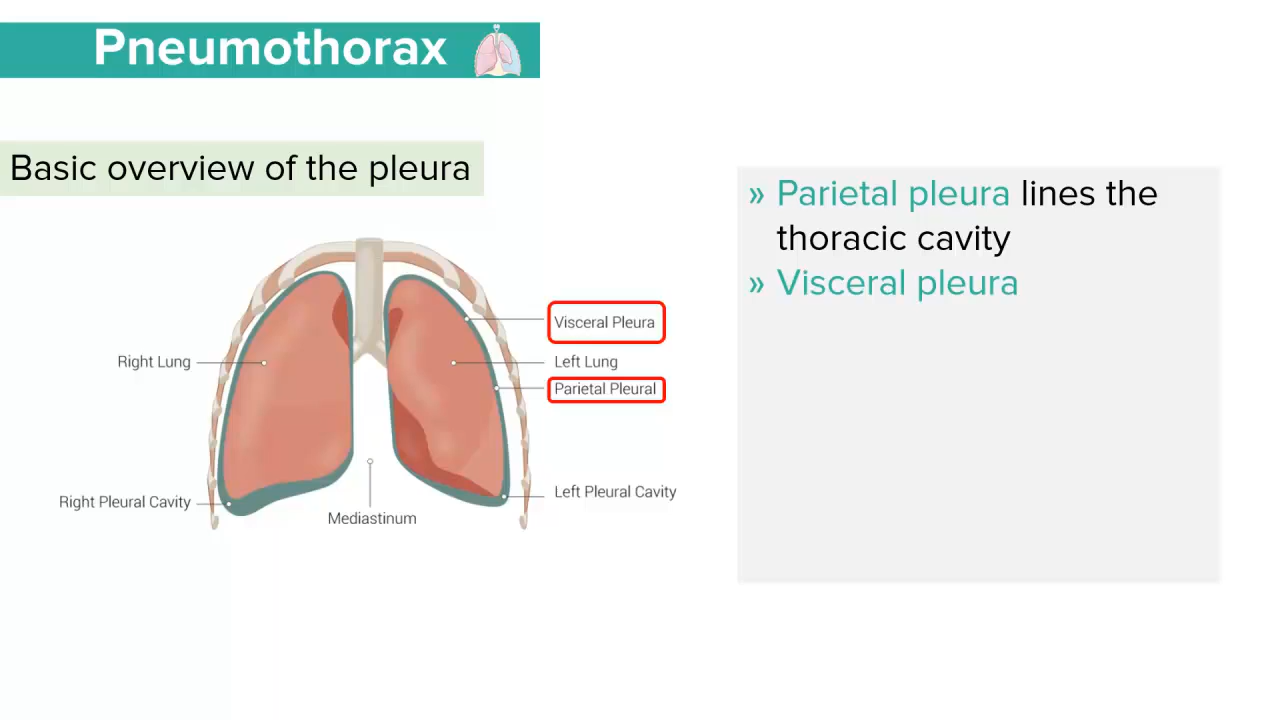 Pneumothorax
Basic overview of the pleura
» Parietal pleura lines the
thoracic cavity
» Visceral pleura
Visceral Pleura
Right Lung
Left Lung
Parietal Pleural
Right Pleural Cavity
Left Pleural Cavity
Mediastinum